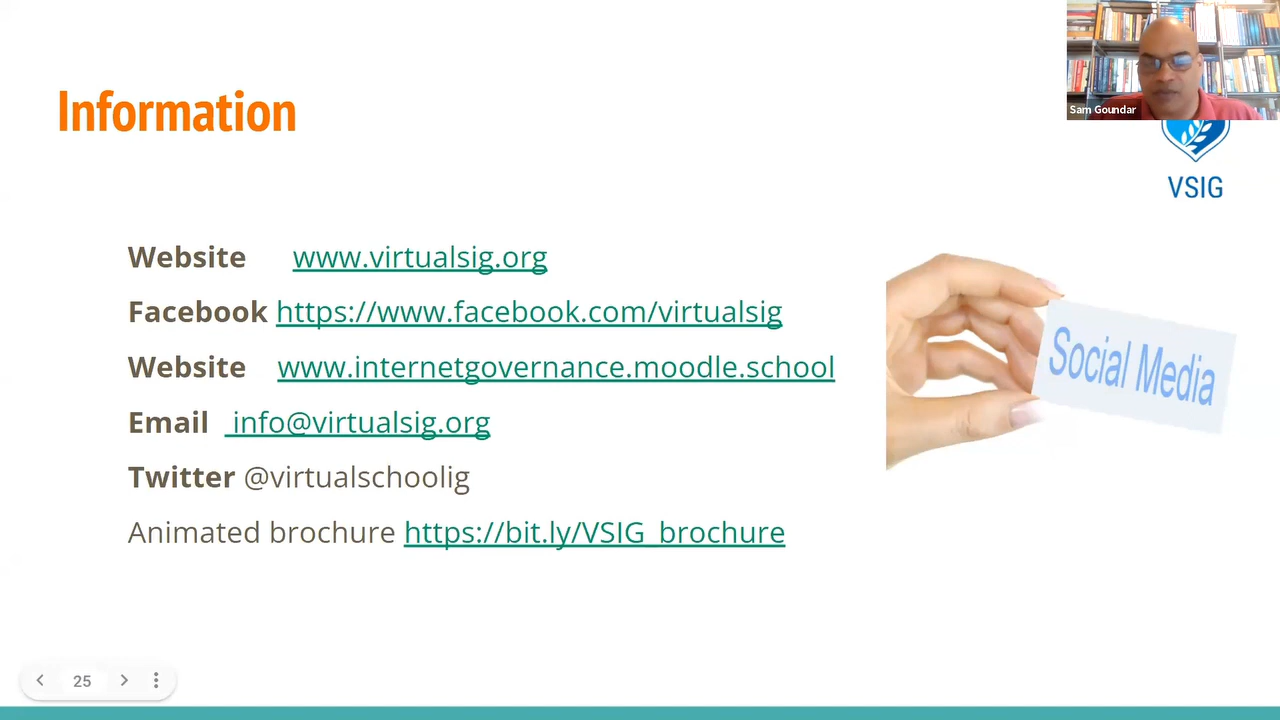 Sam Goundar
Information
VSIG
Website www.virtualsig.org
Facebook https://www.facebook.com/virtualsig
Website www.internetgovernance.moodle.school
Email info@virtualsig.org
Twitter @virtualschoolig
Animated brochure https://bit.ly/VSIG_brochure
Social Media
25